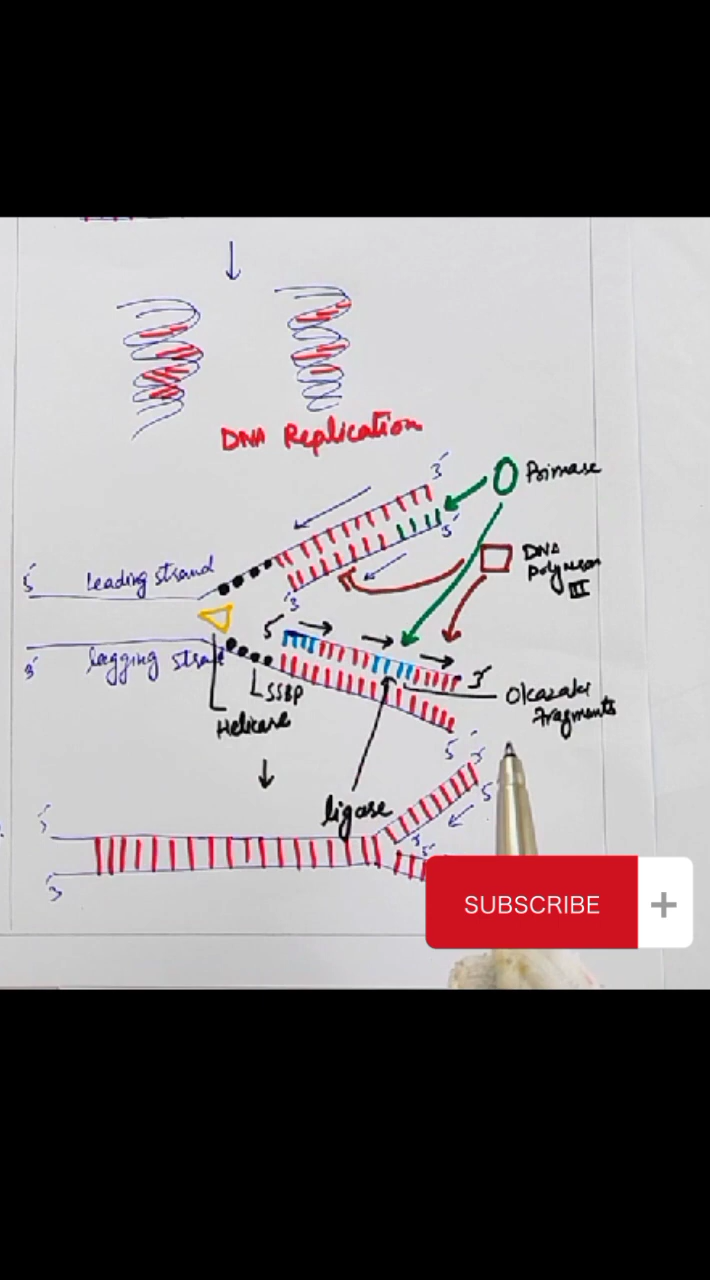 DNA Replication
3'
Primase
5'
DNA
polymerase
III
5'
leading strand
3'
5'
3'
lagging strand
3'
SSBP
Okazaki
fragments
Helicase
5'
3'
ligase
5'
5'
3'
5'
3'
SUBSCRIBE +